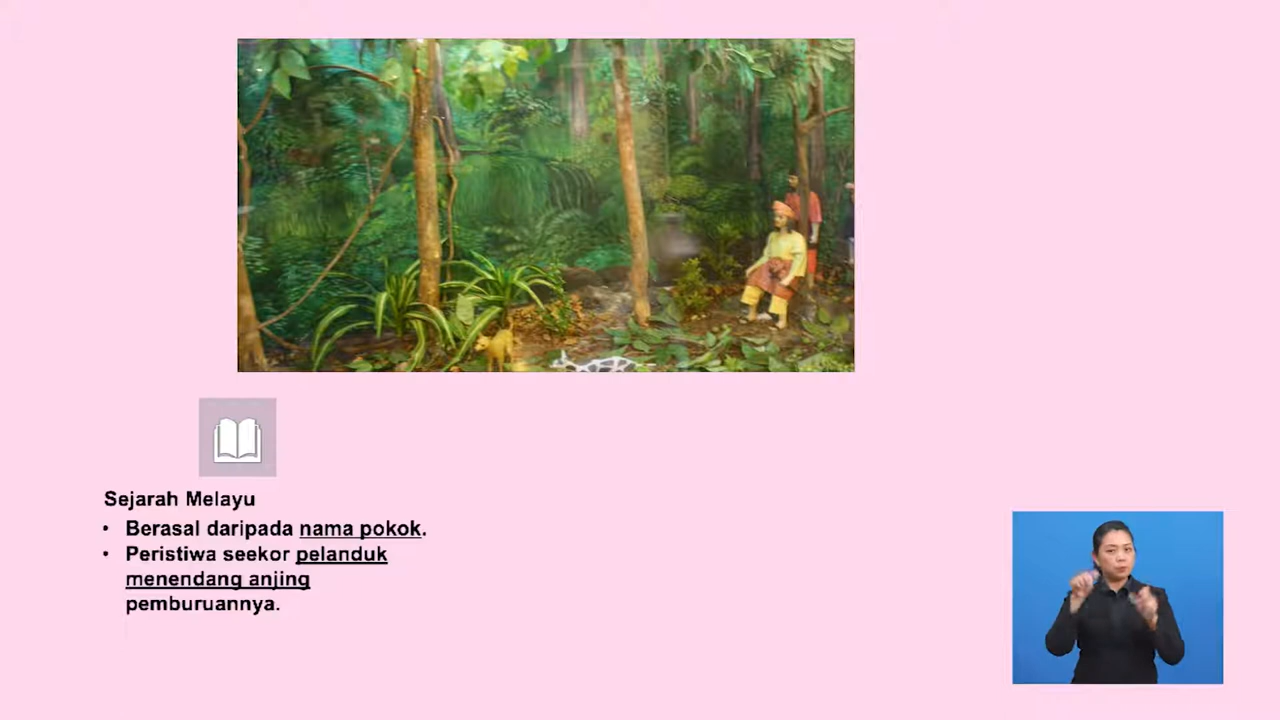 Sejarah Melayu
• Berasal daripada nama pokok.
• Peristiwa seekor pelanduk
menendang anjing
pemburuannya.